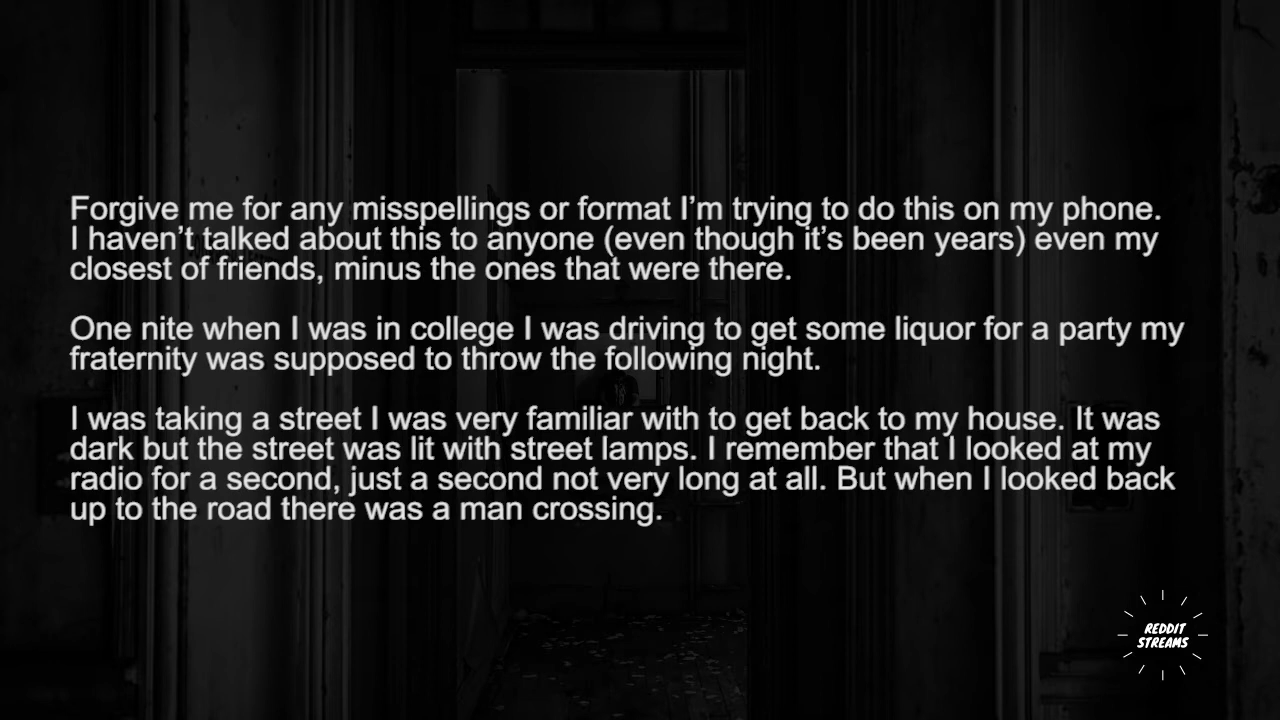 Forgive me for any misspellings or format I’m trying to do this on my phone.
I haven’t talked about this to anyone (even though it’s been years) even my
closest of friends, minus the ones that were there.
One nite when I was in college I was driving to get some liquor for a party my
fraternity was supposed to throw the following night.
I was taking a street I was very familiar with to get back to my house. It was
dark but the street was lit with street lamps. I remember that I looked at my
radio for a second, just a second not very long at all. But when I looked back
up to the road there was a man crossing.
REDDIT
STREAMS